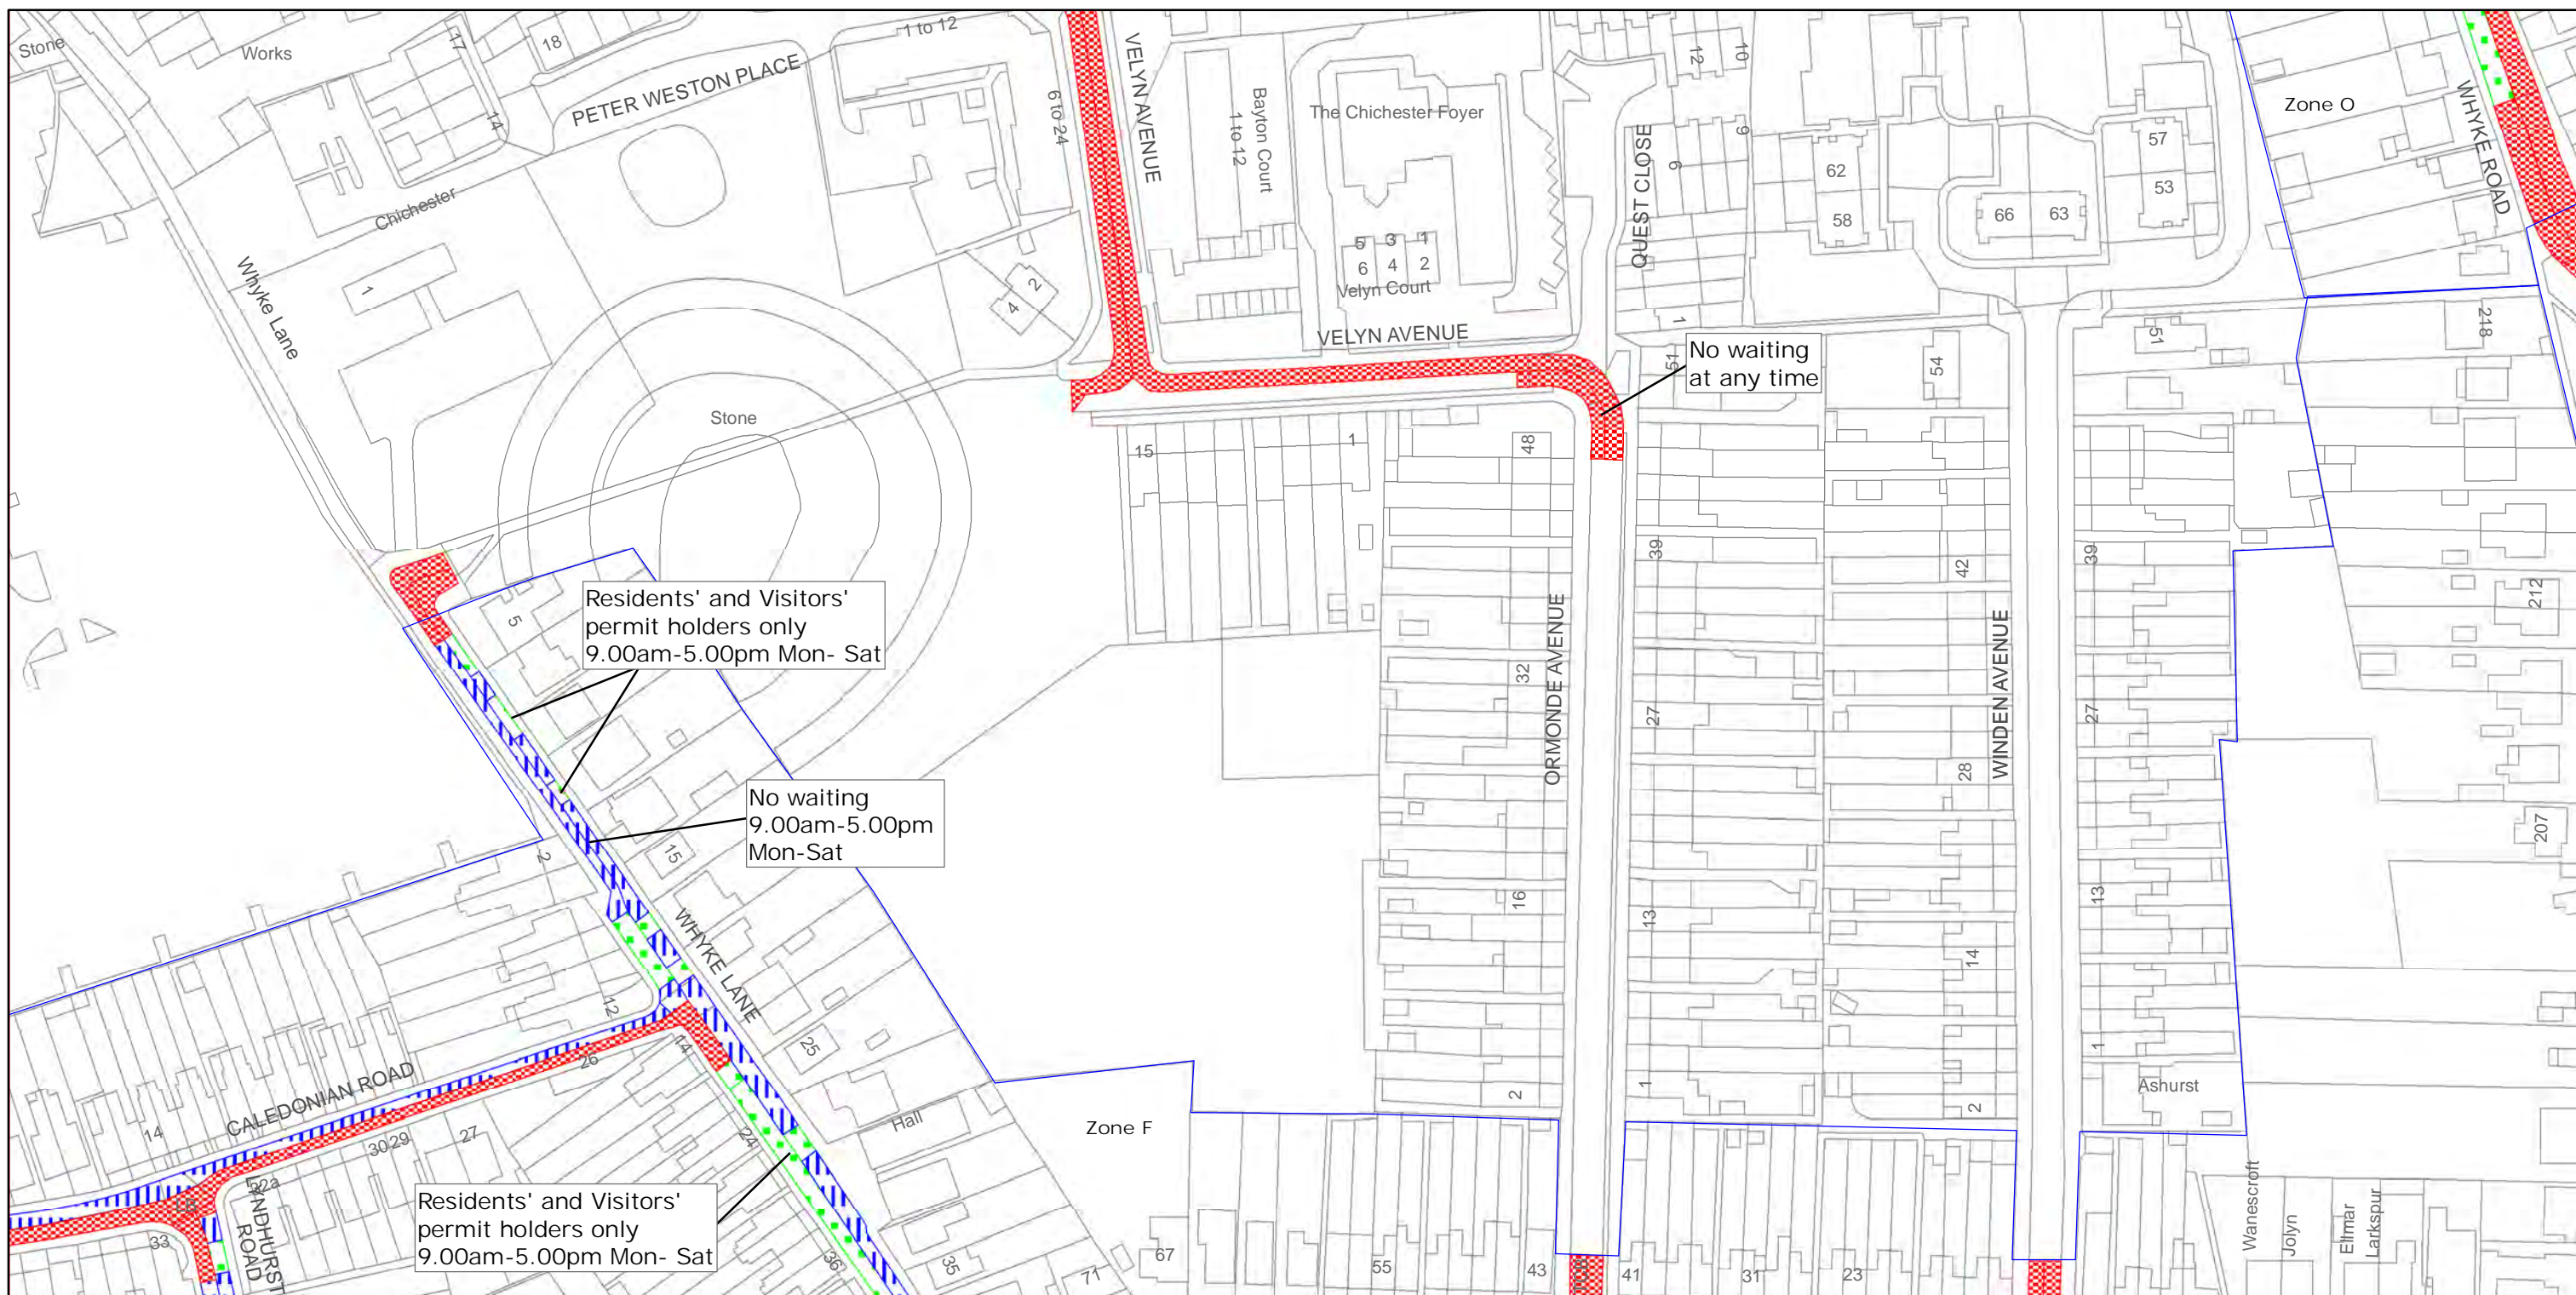 Stone
Works
17
18
14
PETER WESTON PLACE
1 to 12
6 to 24
VELYN AVENUE
Bayton Court
1 to 12
The Chichester Foyer
5 3 1
6 4 2
Velyn Court
VELYN AVENUE
QUEST CLOSE
12
10
9
6
1
62
58
66
63
57
53
Zone O
WHYKE ROAD
218
Chichester
1
Whyke Lane
2
4
Stone
No waiting
at any time
51
54
51
15
1
48
39
42
39
212
5
Residents' and Visitors'
permit holders only
9.00am-5.00pm Mon- Sat
ORMONDE AVENUE
WINDEN AVENUE
32
27
28
27
No waiting
9.00am-5.00pm
Mon-Sat
207
2
15
16
13
14
13
WHYKE LANE
12
25
14
26
1
1
2
2
Ashurst
CALEDONIAN ROAD
14
30
29
27
24
Hall
Zone F
LYNDHURST
ROAD
32a
33
Residents' and Visitors'
permit holders only
9.00am-5.00pm Mon- Sat
36
35
71
67
55
43
41
31
23
Wanescroft
Jolyn
Ellmar
Larkspur